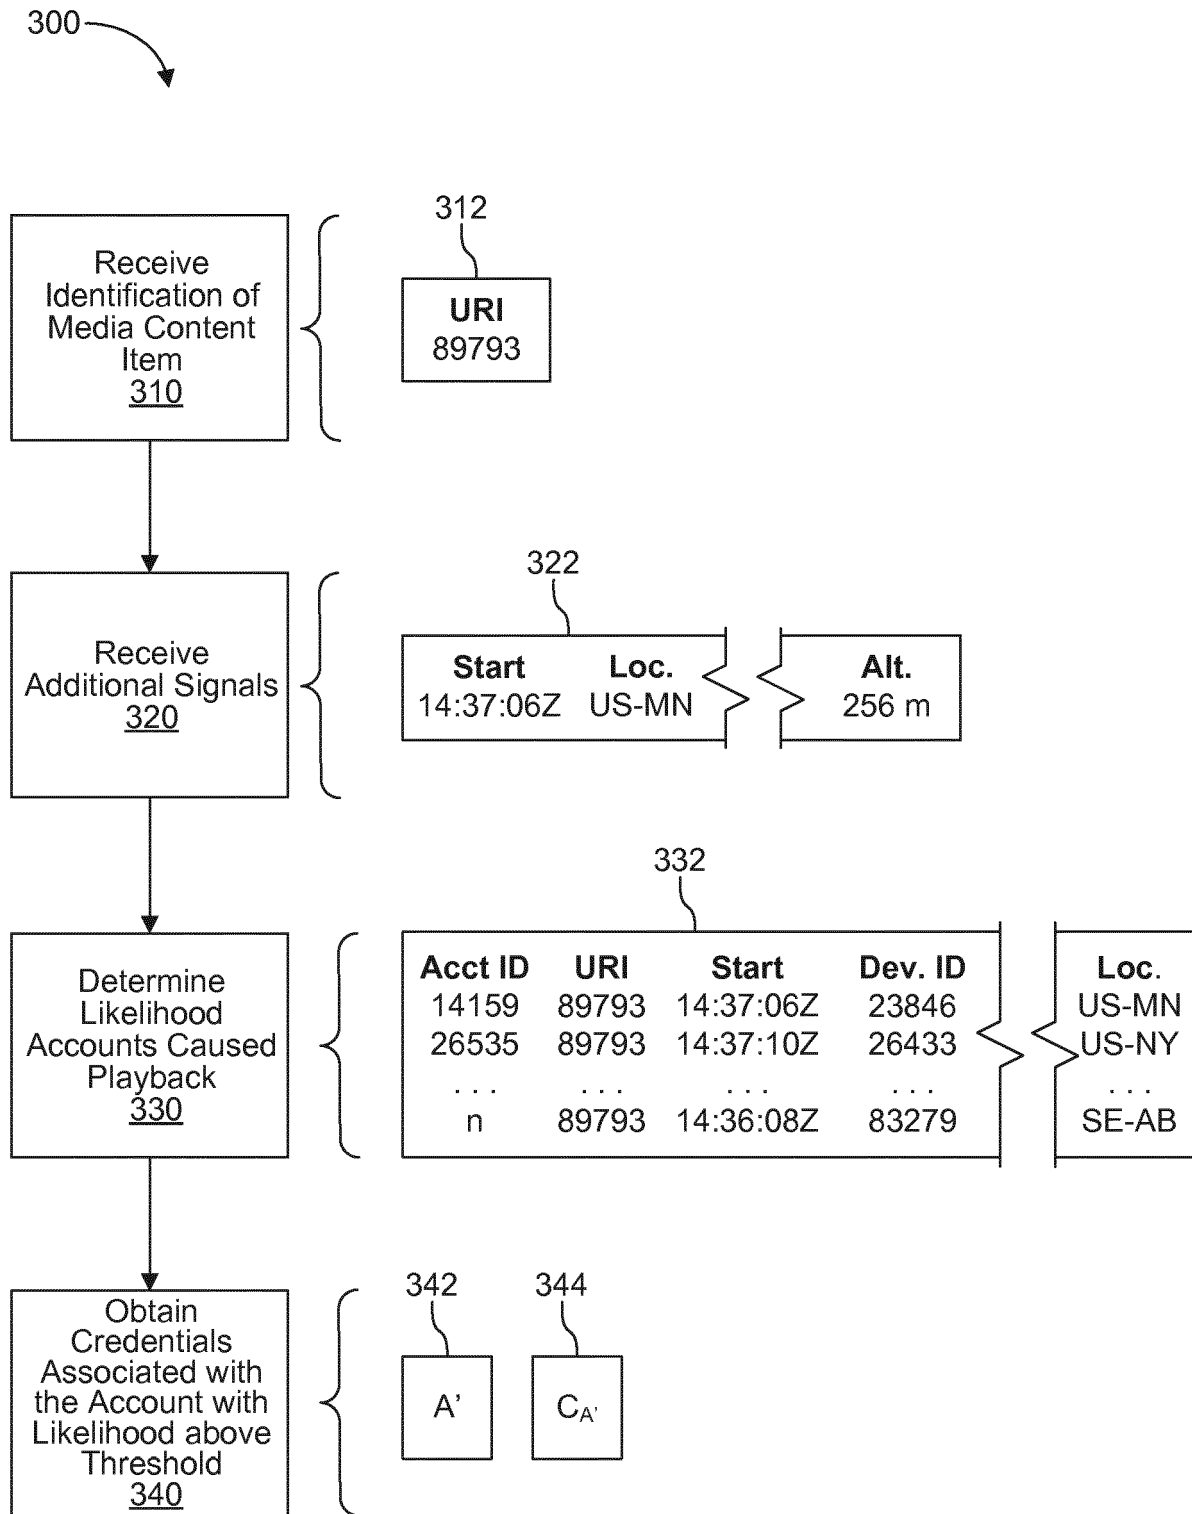 300
312
Receive
Identification of
Media Content
Item
310
URI
89793
322
Receive
Additional Signals
320
Start Loc. Alt.
14:37:06Z US-MN 256 m
332
Determine
Likelihood
Accounts Caused
Playback
330
Acct ID URI Start Dev. ID Loc.
14159 89793 14:37:06Z 23846 US-MN
26535 89793 14:37:10Z 26433 US-NY
. . . . . . . . . . . . . . .
n 89793 14:36:08Z 83279 SE-AB
342 344
Obtain
Credentials
Associated with
the Account with
Likelihood above
Threshold
340
A’ CA’